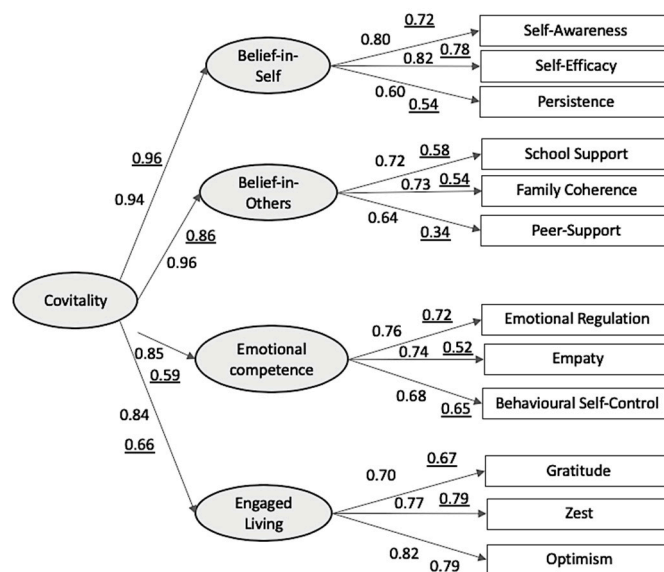 0.72
Self-Awareness
Belief-in-
Self
0.80
0.82
0.78
Self-Efficacy
0.60
0.54
Persistence
0.96
0.94
0.58
School Support
0.72
Belief-in-
Others
0.73
0.54
Family Coherence
0.64
0.34
Peer-Support
0.86
0.96
Covitality
0.72
Emotional Regulation
0.76
Emotional
competence
0.74
0.52
Empaty
0.85
0.59
0.68
0.65
Behavioural Self-Control
0.84
0.66
0.67
Gratitude
0.70
Engaged
Living
0.77
0.79
Zest
0.82
0.79
Optimism